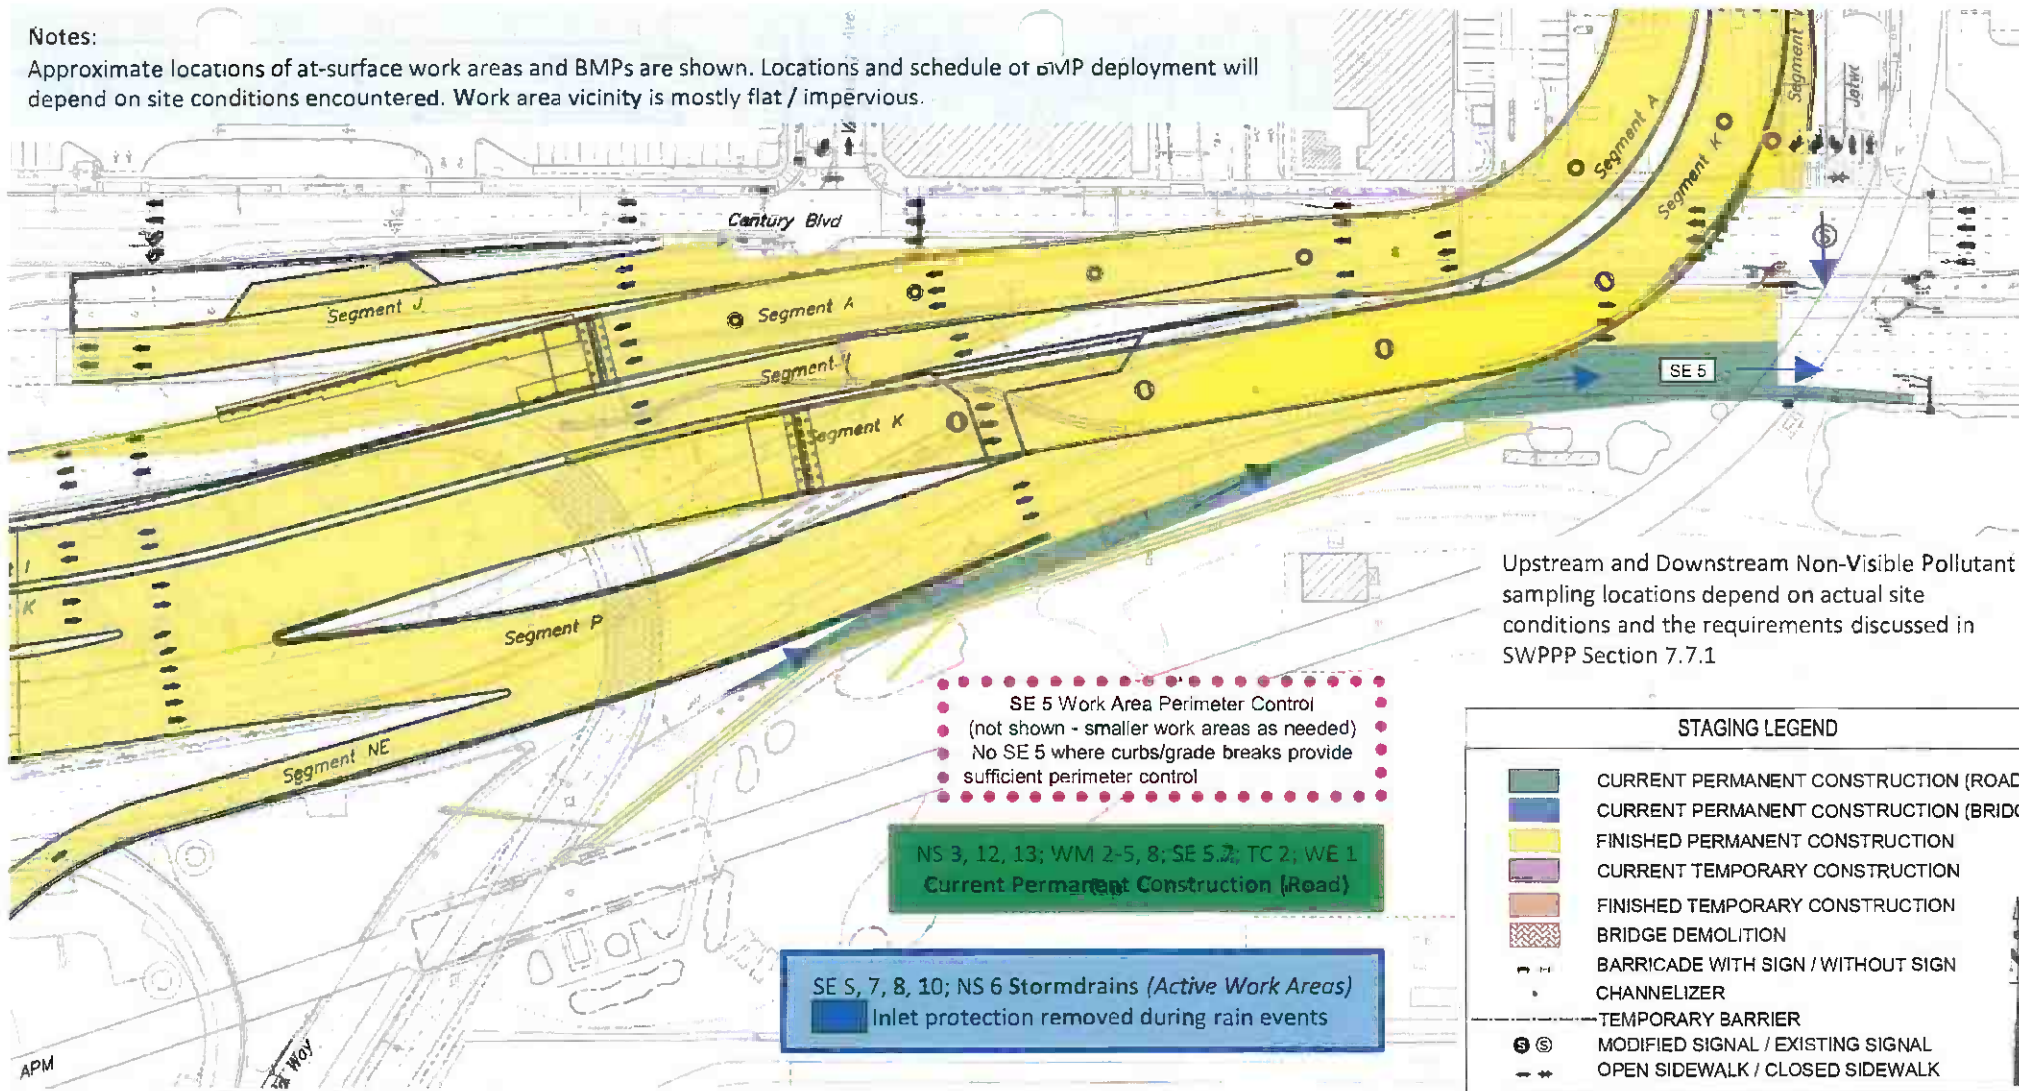 Notes:
Approximate locations of at-surface work areas and BMPs are shown. Locations and schedule of BMP deployment will
depend on site conditions encountered. Work area vicinity is mostly flat / impervious.
Segment A
Segment K
Segment
Century Blvd
Segment J
Segment A
Segment
Segment K
SE 5
I
K
Segment P
Segment NE
Upstream and Downstream Non-Visible Pollutant
sampling locations depend on actual site
conditions and the requirements discussed in
SWPPP Section 7.7.1
SE 5 Work Area Perimeter Control
(not shown - smaller work areas as needed)
No SE 5 where curbs/grade breaks provide
sufficient perimeter control
NS 3, 12, 13; WM 2-5, 8; SE 5.7; TC 2; WE 1
Current Permanent Construction (Road)
SE S, 7, 8, 10; NS 6 Stormdrains (Active Work Areas)
Inlet protection removed during rain events
STAGING LEGEND
CURRENT PERMANENT CONSTRUCTION (ROAD
CURRENT PERMANENT CONSTRUCTION (BRIDG
FINISHED PERMANENT CONSTRUCTION
CURRENT TEMPORARY CONSTRUCTION
FINISHED TEMPORARY CONSTRUCTION
BRIDGE DEMOLITION
BARRICADE WITH SIGN / WITHOUT SIGN
CHANNELIZER
TEMPORARY BARRIER
S S MODIFIED SIGNAL / EXISTING SIGNAL
OPEN SIDEWALK / CLOSED SIDEWALK
APM
Way